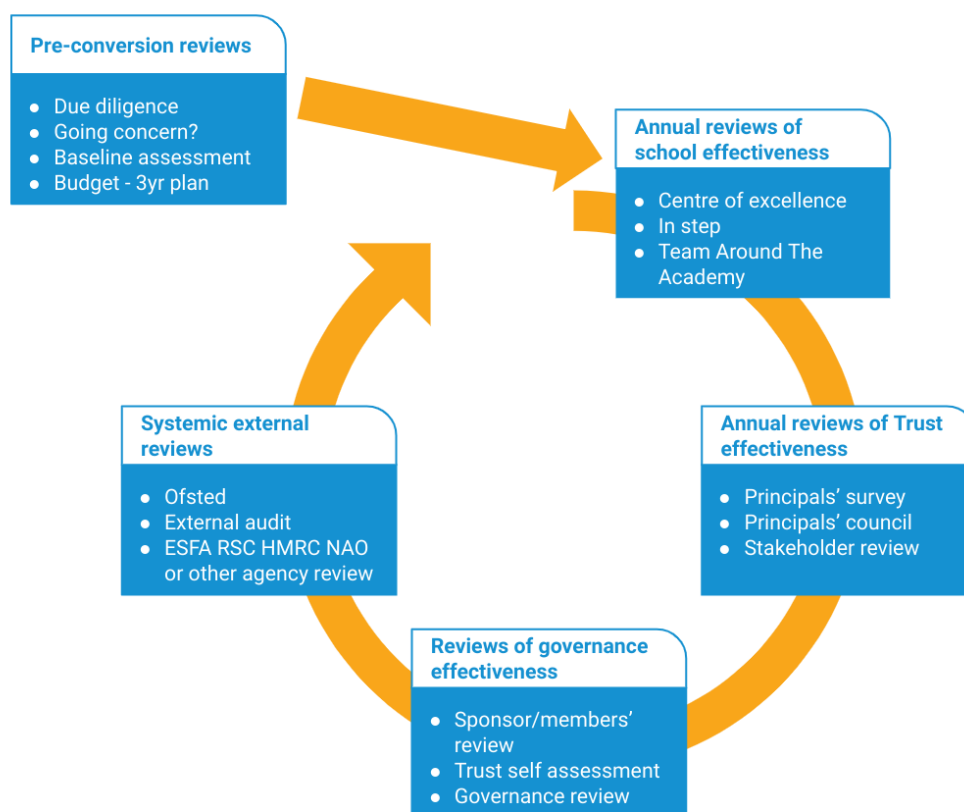 Pre-conversion reviews
● Due diligence
● Going concern?
● Baseline assessment
● Budget - 3yr plan
Annual reviews of
school effectiveness
● Centre of excellence
● In step
● Team Around The
Academy
Annual reviews of Trust
effectiveness
● Principals’ survey
● Principals’ council
● Stakeholder review
Reviews of governance
effectiveness
● Sponsor/members’
review
● Trust self assessment
● Governance review
Systemic external
reviews
● Ofsted
● External audit
● ESFA RSC HMRC NAO
or other agency review